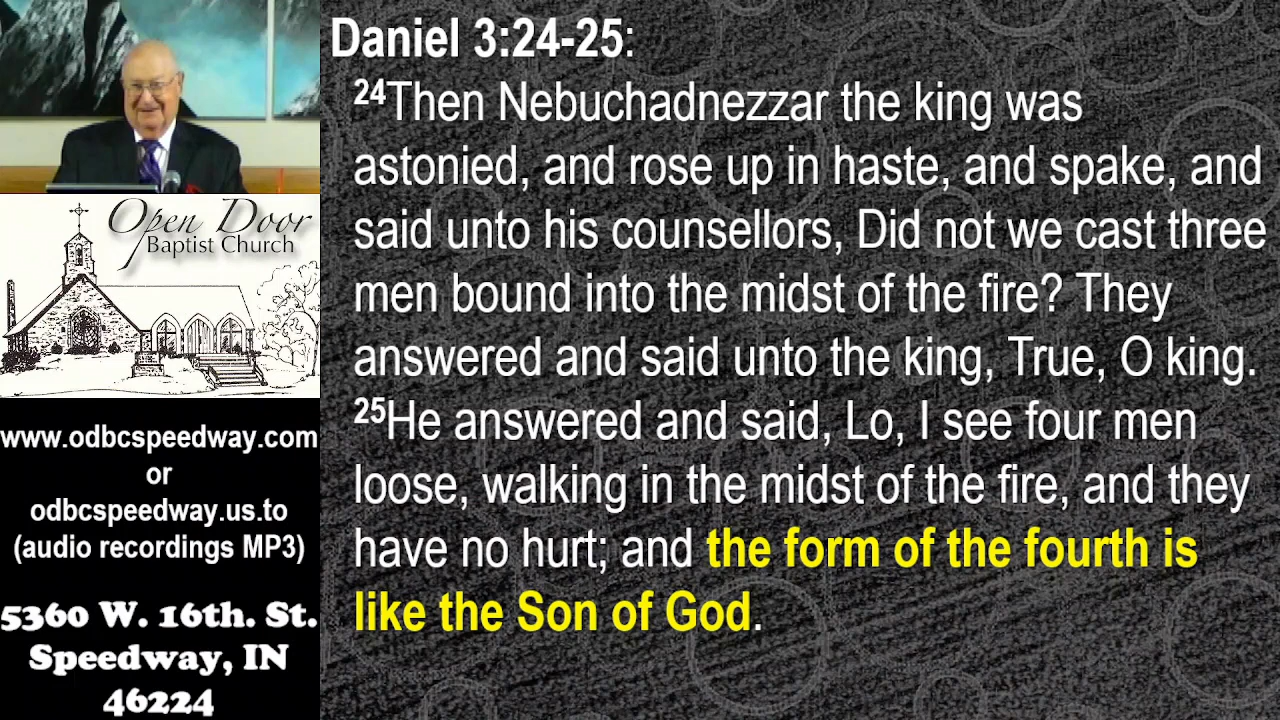 Open Door
Baptist Church
www.odbcspeedway.com
or
odbcspeedway.us.to
(audio recordings MP3)
5360 W. 16th. St.
Speedway, IN
46224
Daniel 3:24-25:
24Then Nebuchadnezzar the king was
astonied, and rose up in haste, and spake, and
said unto his counsellors, Did not we cast three
men bound into the midst of the fire? They
answered and said unto the king, True, O king.
25He answered and said, Lo, I see four men
loose, walking in the midst of the fire, and they
have no hurt; and the form of the fourth is
like the Son of God.